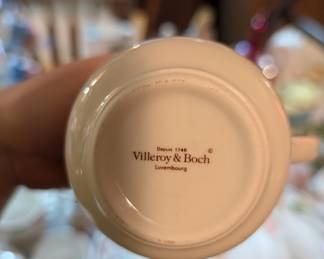 Depuis 1748
©
Villeroy & Boch
Luxembourg